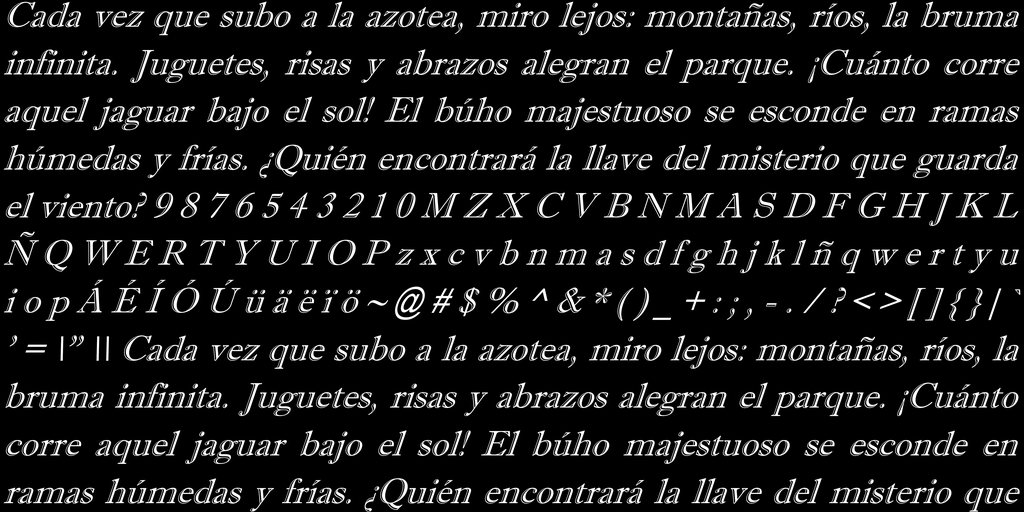 Cada vez que subo a la azotea, miro lejos: montañas, ríos, la bruma
infinita. Juguetes, risas y abrazos alegran el parque. ¡Cuánto corre
aquel jaguar bajo el sol! El búho majestuoso se esconde en ramas
húmedas y frías. ¿Quién encontrará la llave del misterio que guarda
el viento? 9 8 7 6 5 4 3 2 1 0 M Z X C V B N M A S D F G H J K L
Ñ Q W E R T Y U I O P z x c v b n m a s d f g h j k l ñ q w e r t y u
i o p Á É Í Ó Ú ü ä ë ï ö ~ @ # $ % ^ & * ( ) _ + : ; , - . / ? < > [ ] { } | `
’ = \” || Cada vez que subo a la azotea, miro lejos: montañas, ríos, la
bruma infinita. Juguetes, risas y abrazos alegran el parque. ¡Cuánto
corre aquel jaguar bajo el sol! El búho majestuoso se esconde en
ramas húmedas y frías. ¿Quién encontrará la llave del misterio que